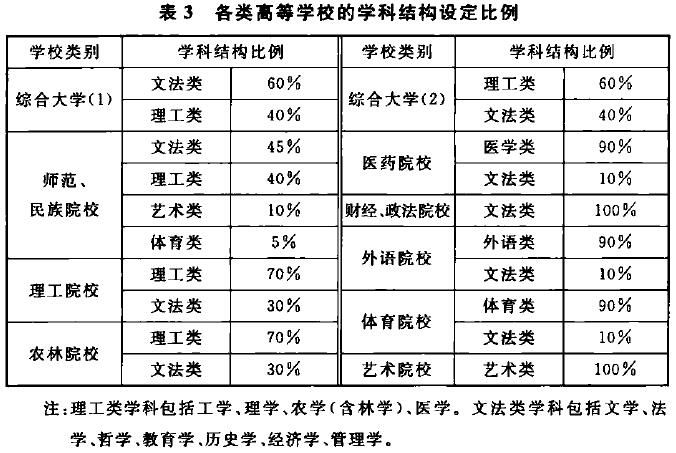 表 3 各类高等学校的学科结构设定比例
学校类别 学科结构比例 学校类别 学科结构比例
综合大学(1) 文法类 60% 综合大学(2) 理工类 60%
理工类 40% 文法类 40%
师范、民族院校 文法类 45% 医药院校 医学类 90%
理工类 40% 文法类 10%
艺术类 10% 财经、政法院校 文法类 100%
体育类 5% 外语院校 外语类 90%
理工院校 理工类 70% 文法类 10%
文法类 30% 体育院校 体育类 90%
农林院校 理工类 70% 文法类 10%
文法类 30% 艺术院校 艺术类 100%
注:理工类学科包括工学、理学、农学(含林学)、医学。文法类学科包括文学、法
学、哲学、教育学、历史学、经济学、管理学。